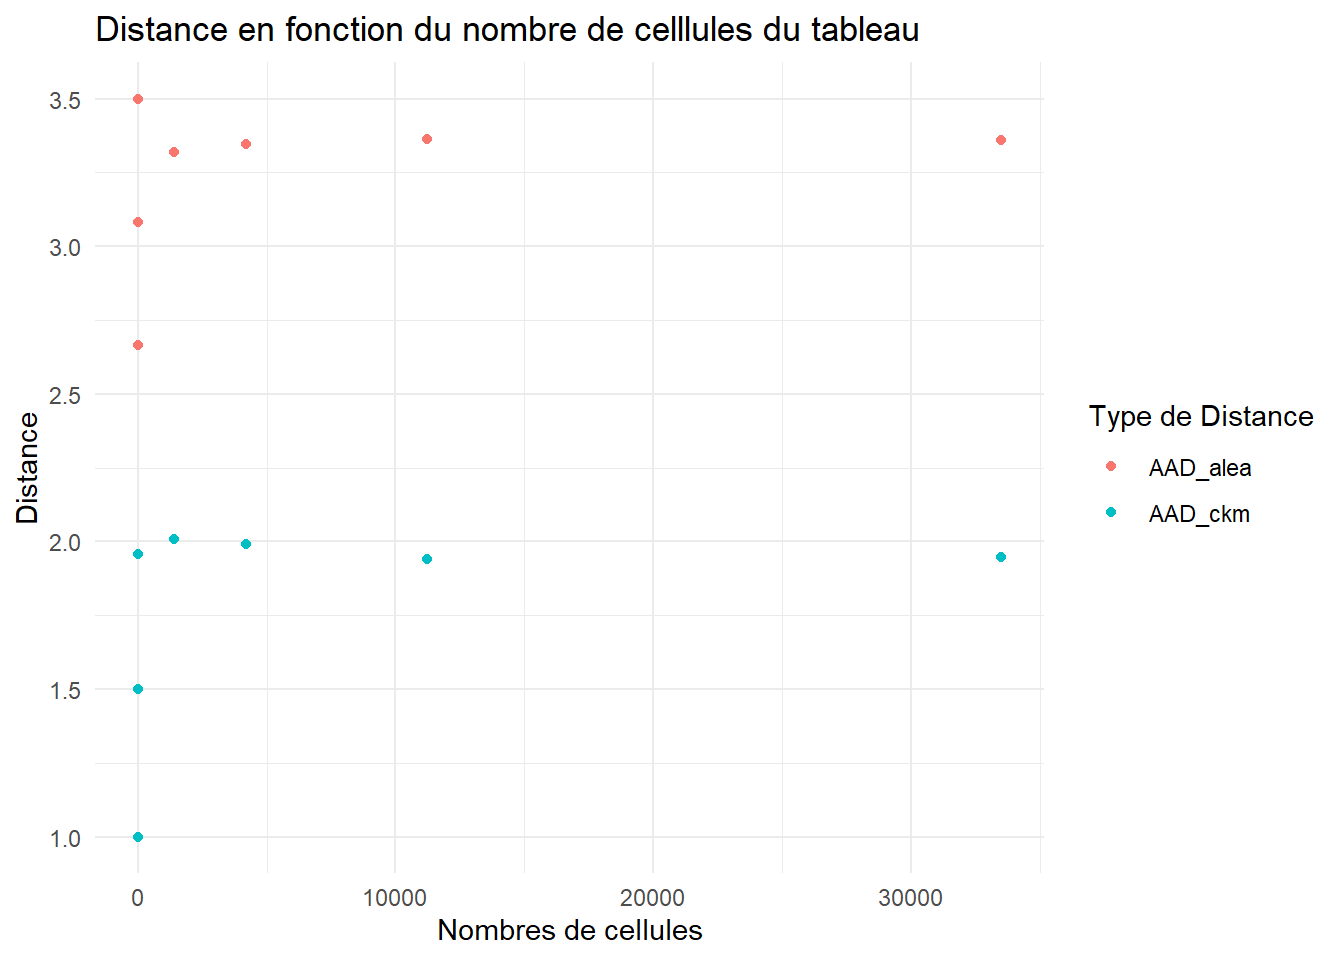 Distance en fonction du nombre de celllules du tableau
3.5
3.0
2.5
2.0
1.5
1.0
Distance
0
10000
20000
30000
Nombres de cellules
Type de Distance
AAD_alea
AAD_ckm